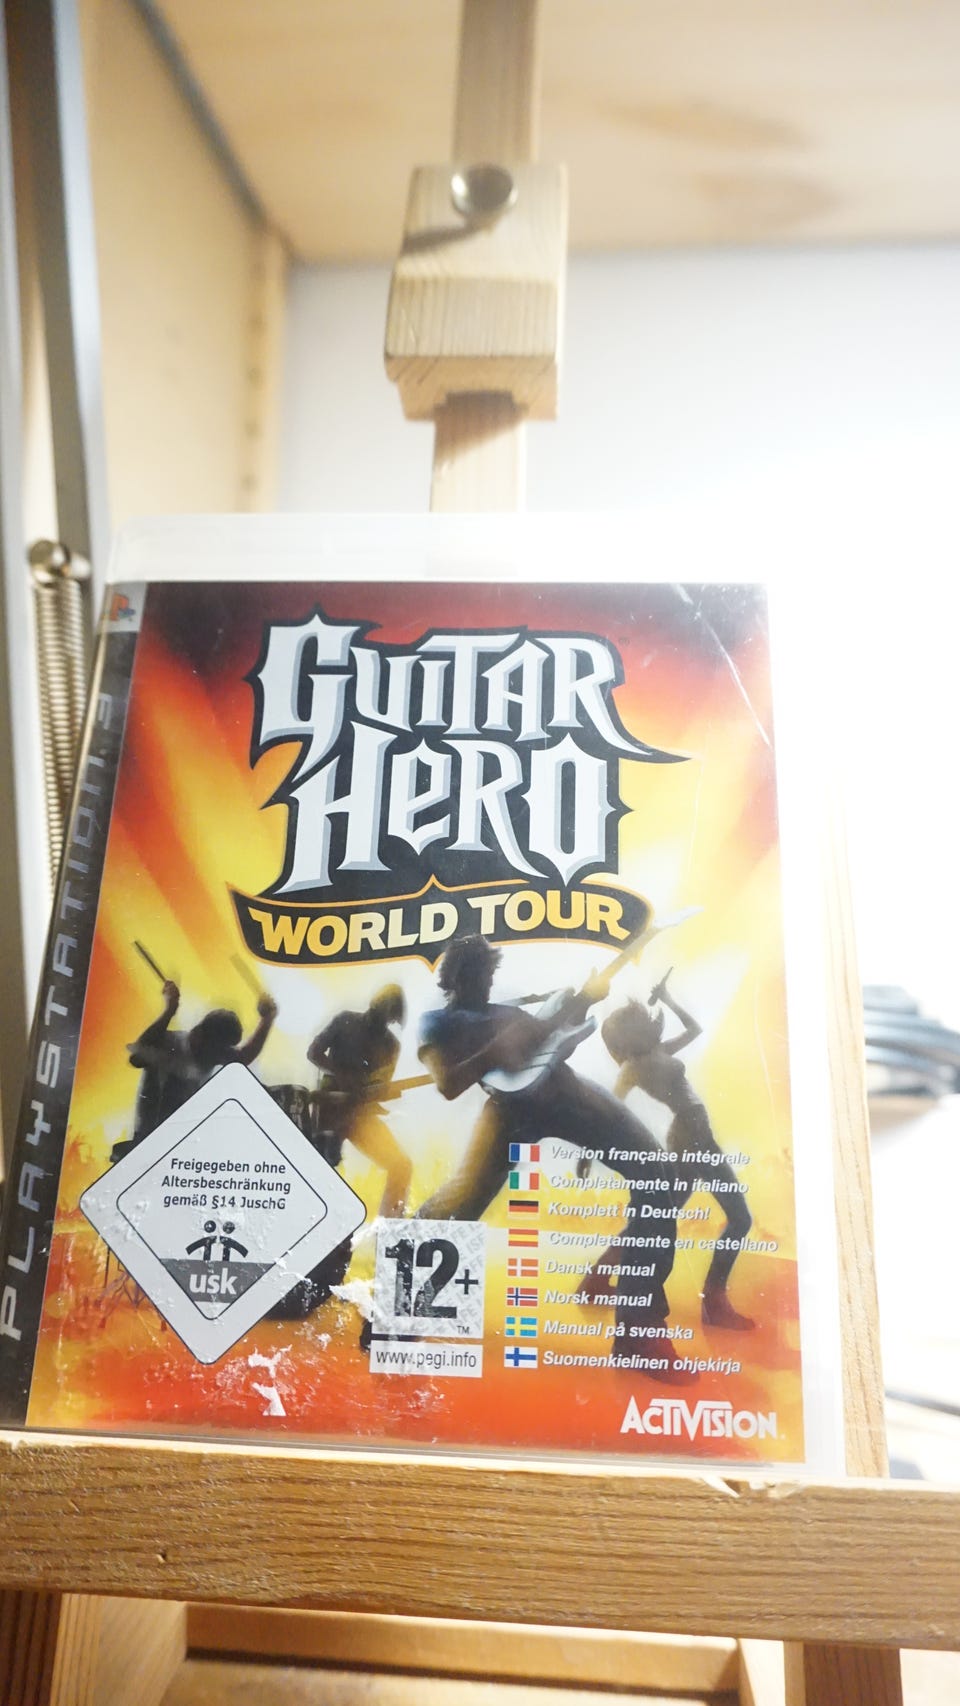 GUITAR
HERO
WORLD TOUR
PLAYSTATION 3
Freigegeben ohne
Altersbeschränkung
gemäß §14 JuschG
usk
12+
TM
www.pegi.info
Version française intégrale
Completamente in italiano
Komplett in Deutsch!
Completamente en castellano
Dansk manual
Norsk manual
Manual på svenska
Suomenkielinen ohjekirja
ACTIVISION